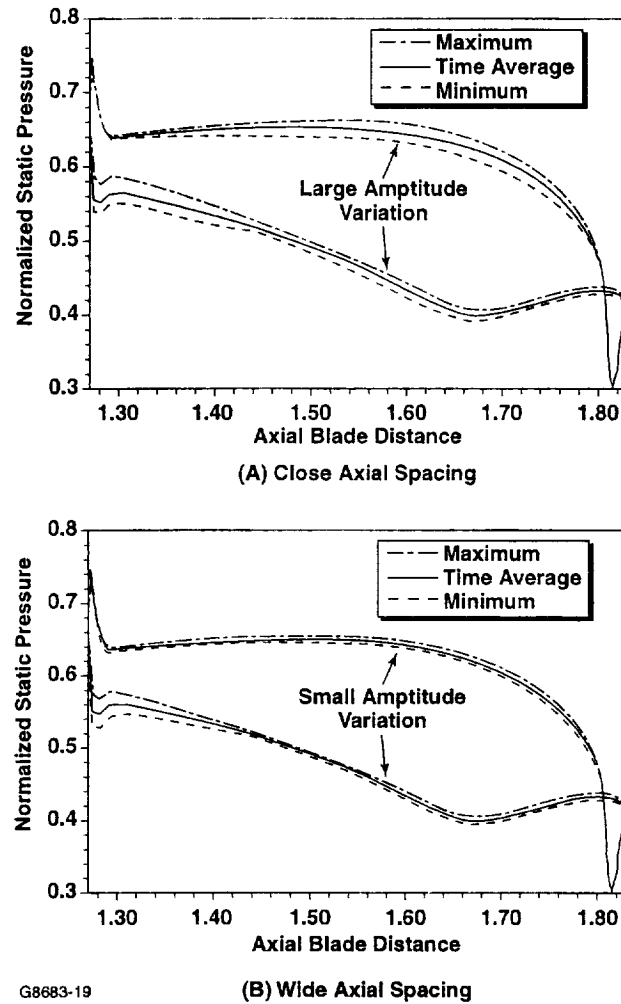 0.8
0.7
0.6
0.5
0.4
0.3
Normalized Static Pressure
Maximum
Time Average
Minimum
Large Amptitude
Variation
1.30 1.40 1.50 1.60 1.70 1.80
Axial Blade Distance
(A) Close Axial Spacing
0.8
0.7
0.6
0.5
0.4
0.3
Normalized Static Pressure
Maximum
Time Average
Minimum
Small Amptitude
Variation
1.30 1.40 1.50 1.60 1.70 1.80
Axial Blade Distance
G8683-19
(B) Wide Axial Spacing